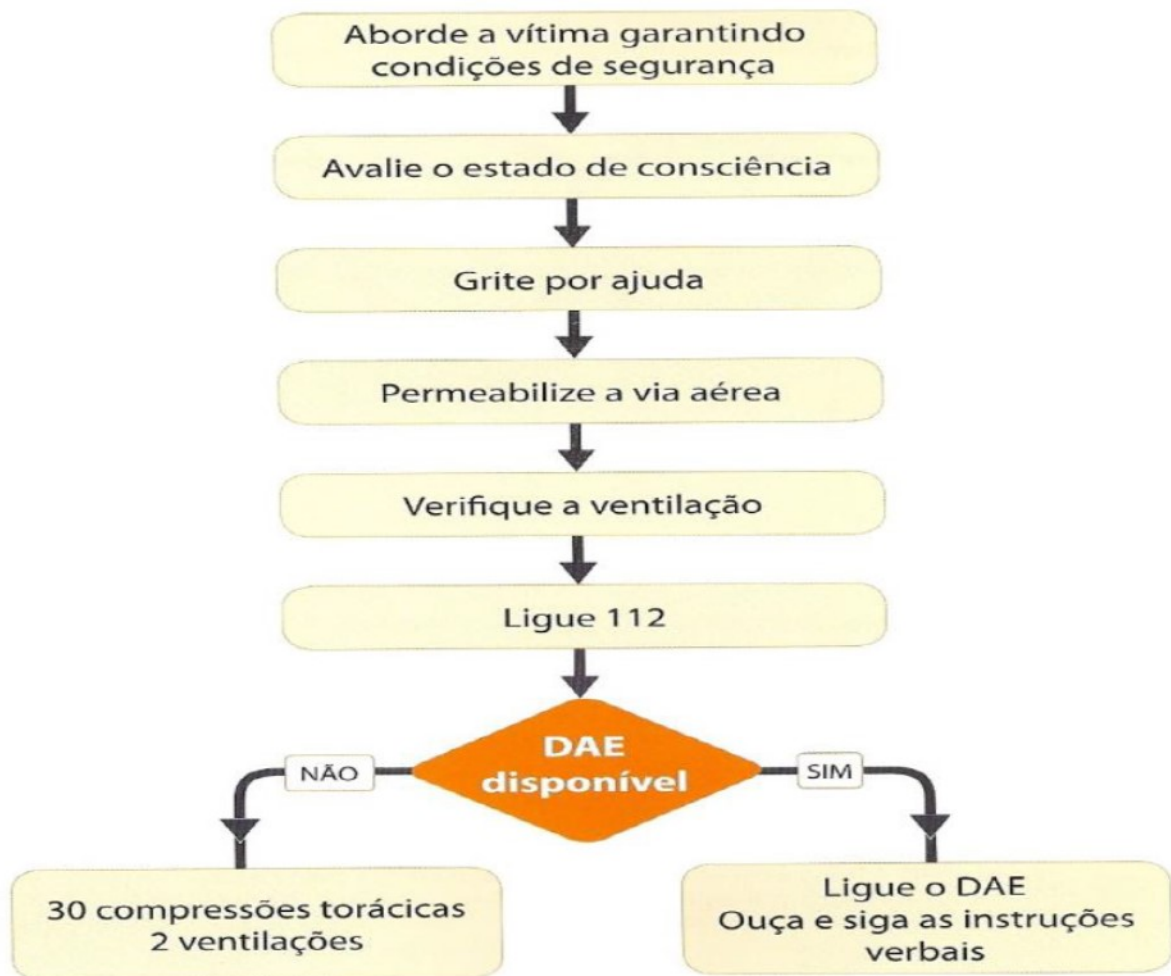 Aborde a vítima garantindo
condições de segurança
Avalie o estado de consciência
Grite por ajuda
Permeabilize a via aérea
Verifique a ventilação
Ligue 112
DAE
disponível
NÃO
SIM
30 compressões torácicas
2 ventilações
Ligue o DAE
Ouça e siga as instruções
verbais